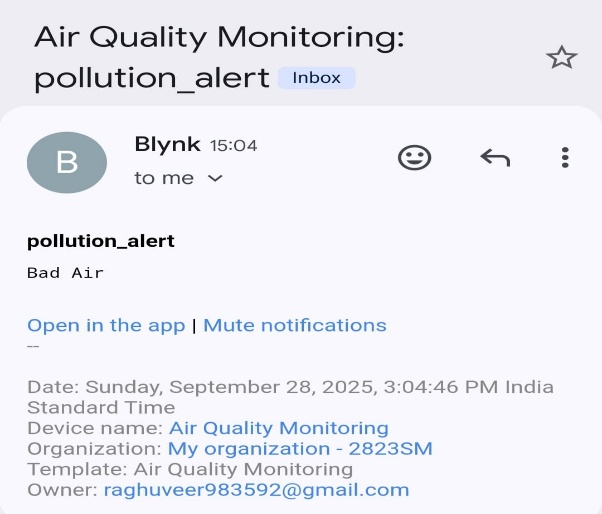 Air Quality Monitoring:
pollution_alert Inbox
B
Blynk 15:04
to me
pollution_alert
Bad Air
Open in the app | Mute notifications
--
Date: Sunday, September 28, 2025, 3:04:46 PM India
Standard Time
Device name: Air Quality Monitoring
Organization: My organization - 2823SM
Template: Air Quality Monitoring
Owner: raghuveer983592@gmail.com